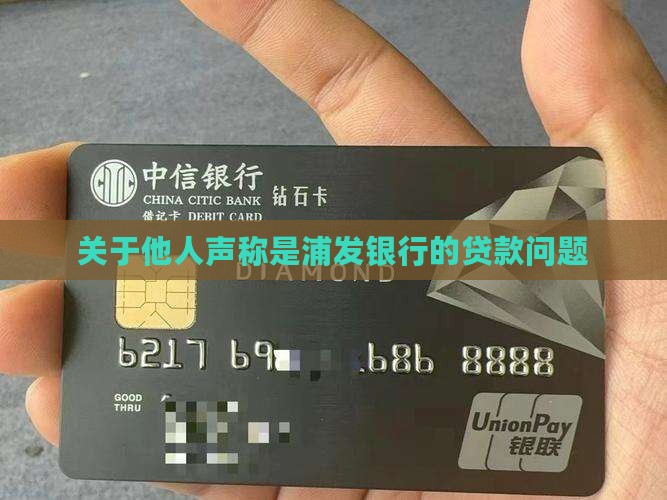 中信银行
CHINA CITIC BANK 钻石卡
借记卡 DEBIT CARD
关于他人声称是浦发银行的贷款问题
DIAMOND
6217 69 686 8888
GOOD
THRU
UnionPay
银联